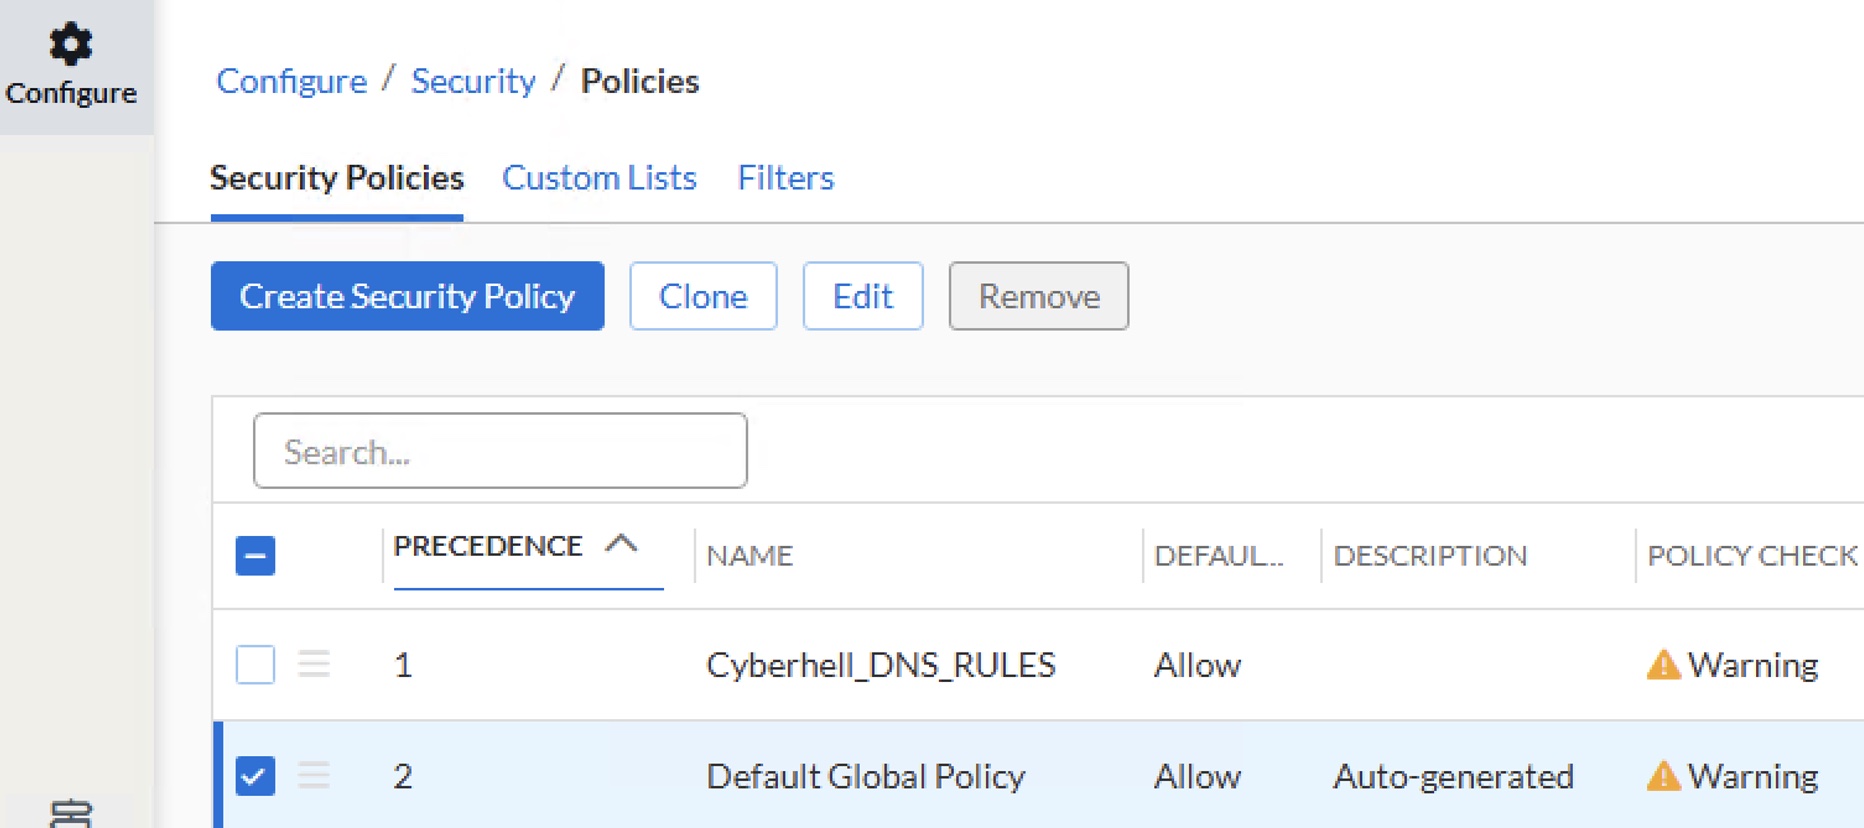 Configure
Configure / Security / Policies
Security Policies Custom Lists Filters
Create Security Policy Clone Edit Remove
Search...
PRECEDENCE NAME DEFAUL... DESCRIPTION POLICY CHECK
1 Cyberhell_DNS_RULES Allow Warning
2 Default Global Policy Allow Auto-generated Warning